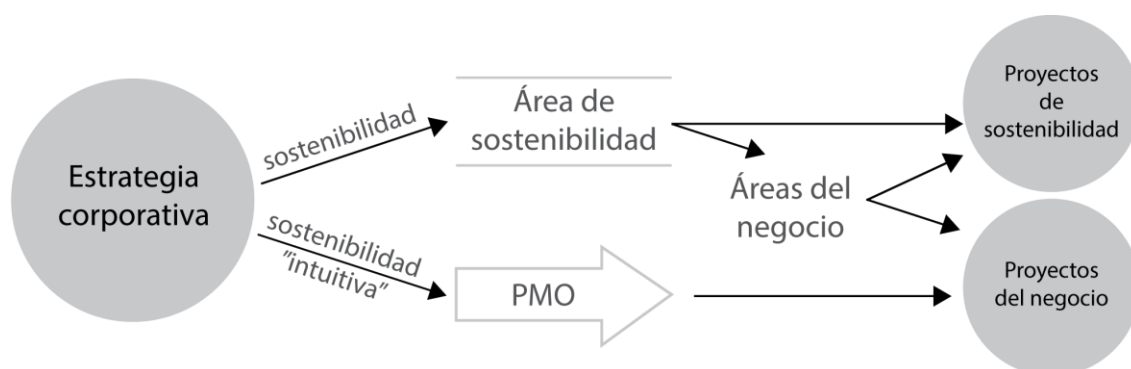 Estrategia
corporativa
sostenibilidad
sostenibilidad
"intuitiva"
Área de
sostenibilidad
PMO
Áreas del
negocio
Proyectos
de
sostenibilidad
Proyectos
del negocio